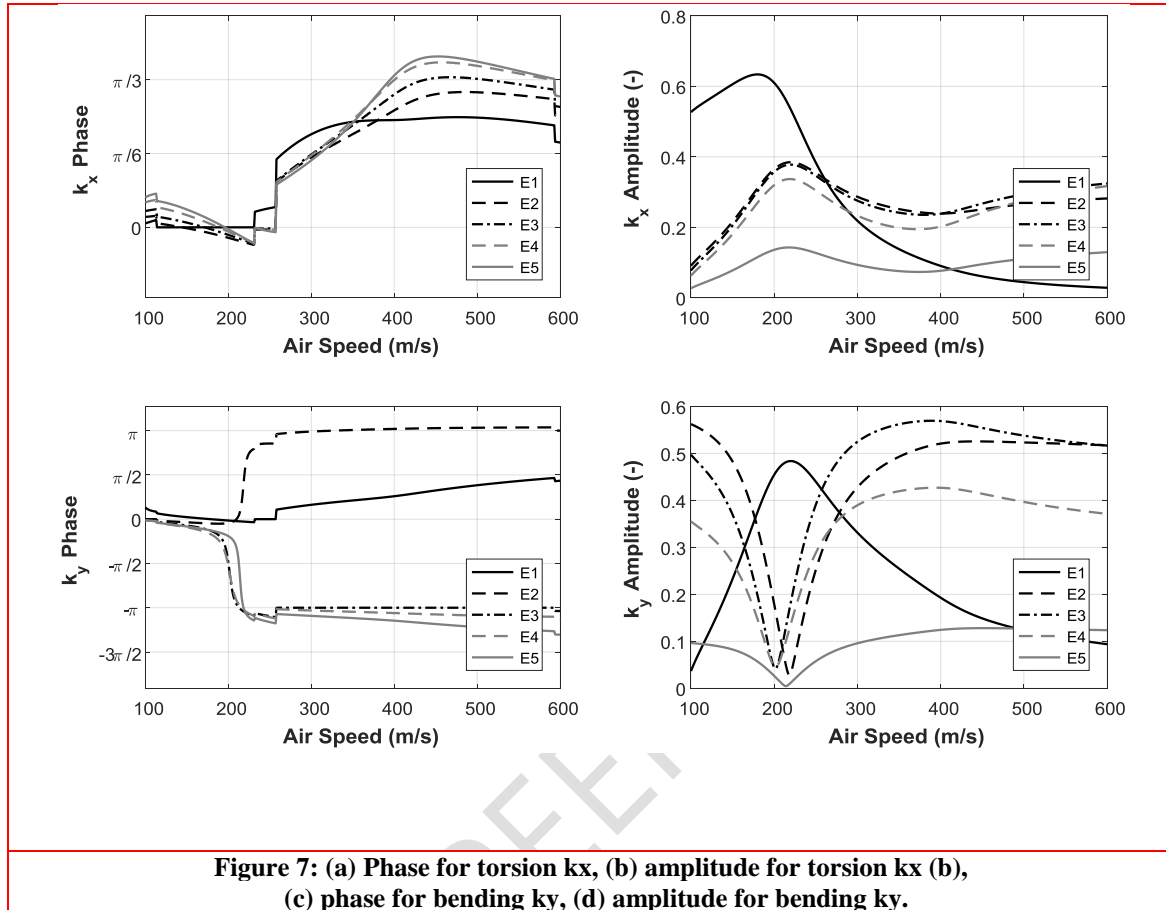 k_x Phase
π/3
π/6
0
100 200 300 400 500 600
Air Speed (m/s)
E1
E2
E3
E4
E5
k_x Amplitude (-)
0.8
0.6
0.4
0.2
0
100 200 300 400 500 600
Air Speed (m/s)
E1
E2
E3
E4
E5
k_y Phase
π
π/2
0
-π/2
-π
-3π/2
100 200 300 400 500 600
Air Speed (m/s)
E1
E2
E3
E4
E5
k_y Amplitude (-)
0.6
0.5
0.4
0.3
0.2
0.1
0
100 200 300 400 500 600
Air Speed (m/s)
E1
E2
E3
E4
E5
Figure 7: (a) Phase for torsion kx, (b) amplitude for torsion kx (b),
(c) phase for bending ky, (d) amplitude for bending ky.